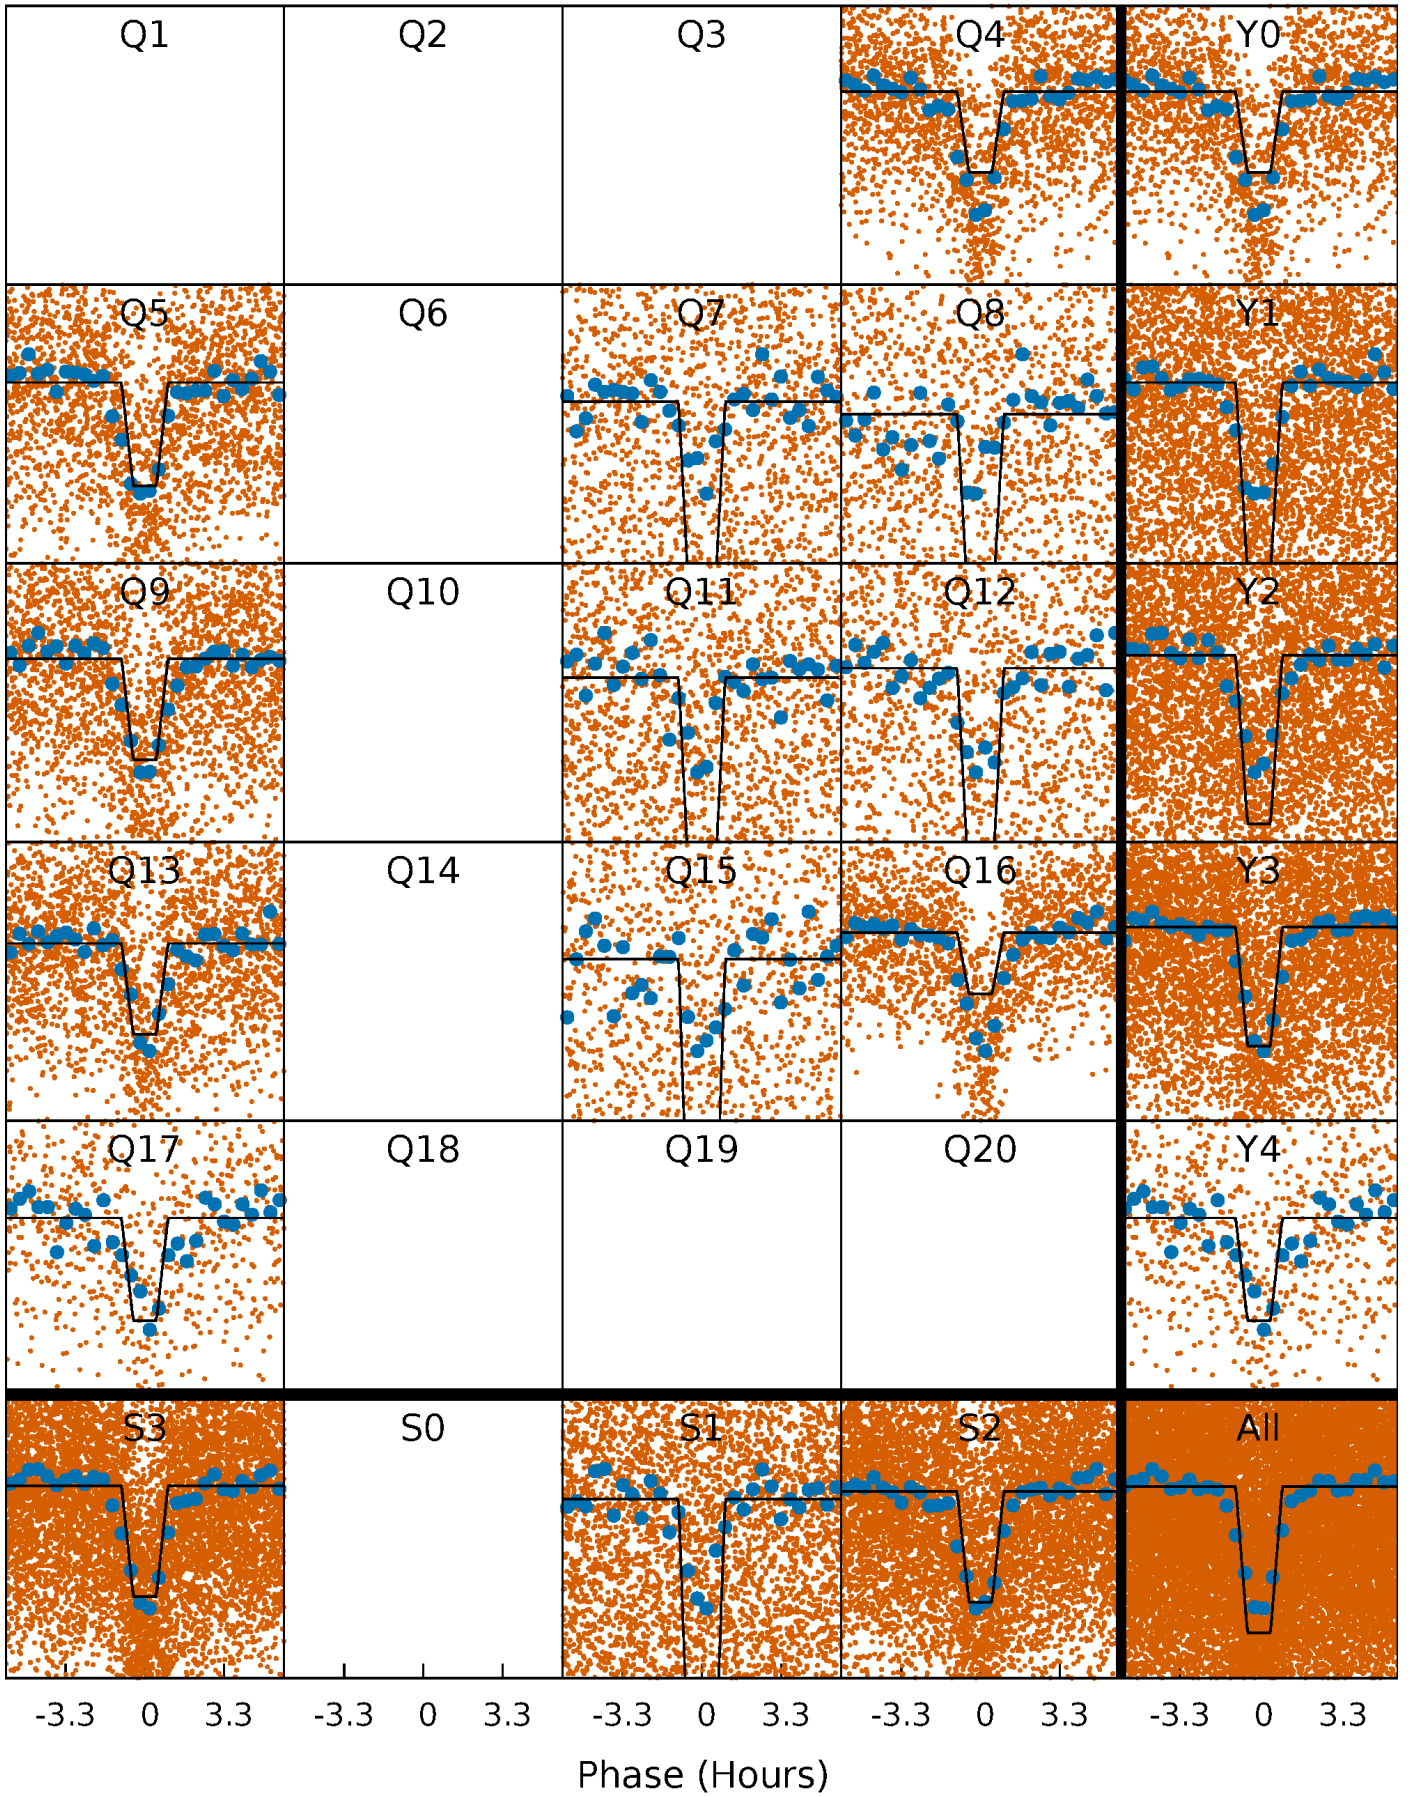 Q1 Q2 Q3 Q4 Y0
Q5 Q6 Q7 Q8 Y1
Q9 Q10 Q11 Q12 Y2
Q13 Q14 Q15 Q16 Y3
Q17 Q18 Q19 Q20 Y4
S3 S0 S1 S2 All
-3.3 0 3.3 -3.3 0 3.3 -3.3 0 3.3 -3.3 0 3.3 -3.3 0 3.3
Phase (Hours)